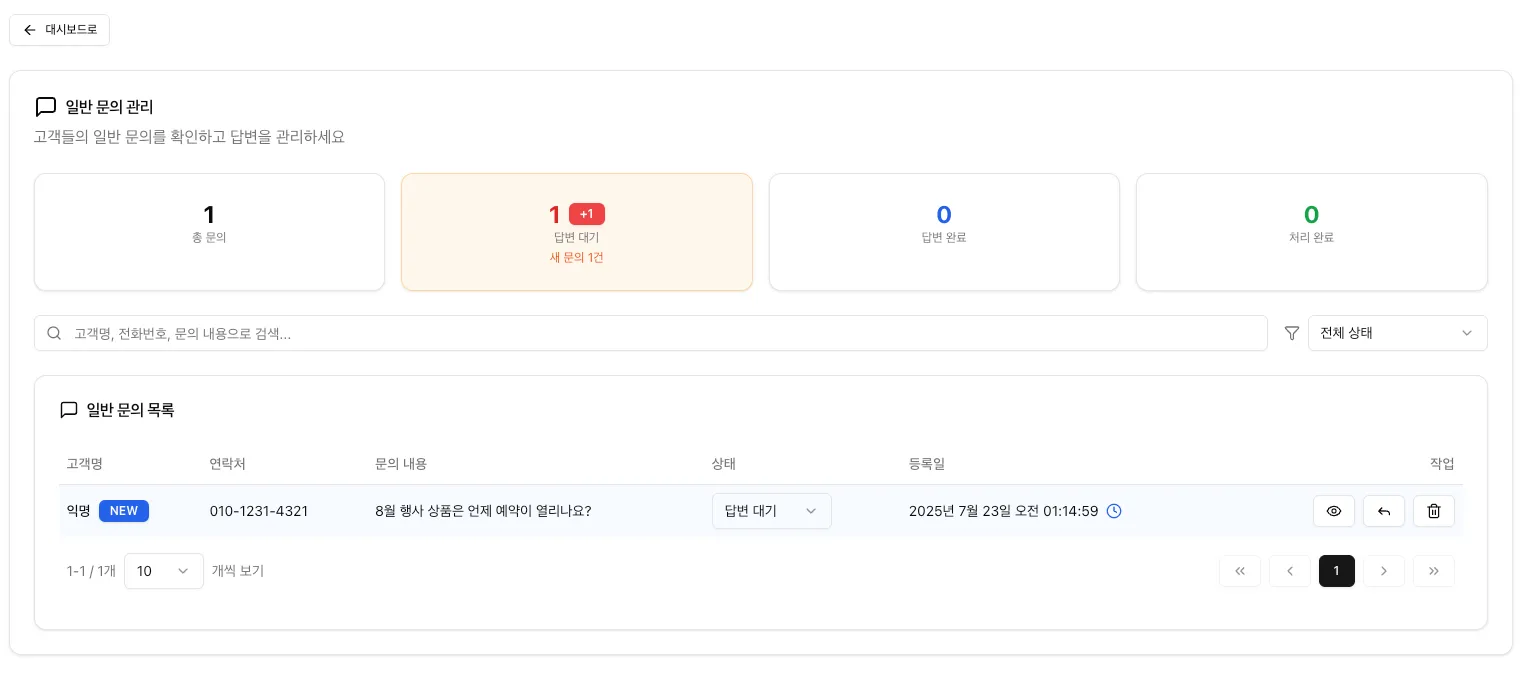 대시보드로
일반 문의 관리
고객들의 일반 문의를 확인하고 답변을 관리하세요
1
총 문의
1 +1
답변 대기
새 문의 1건
0
답변 완료
0
처리 완료
고객명, 전화번호, 문의 내용으로 검색...
전체 상태
일반 문의 목록
고객명 연락처 문의 내용 상태 등록일 작업
익명 NEW 010-1231-4321 8월 행사 상품은 언제 예약이 열리나요? 답변 대기 2025년 7월 23일 오전 01:14:59
1-1 / 1개 10 개씩 보기 1